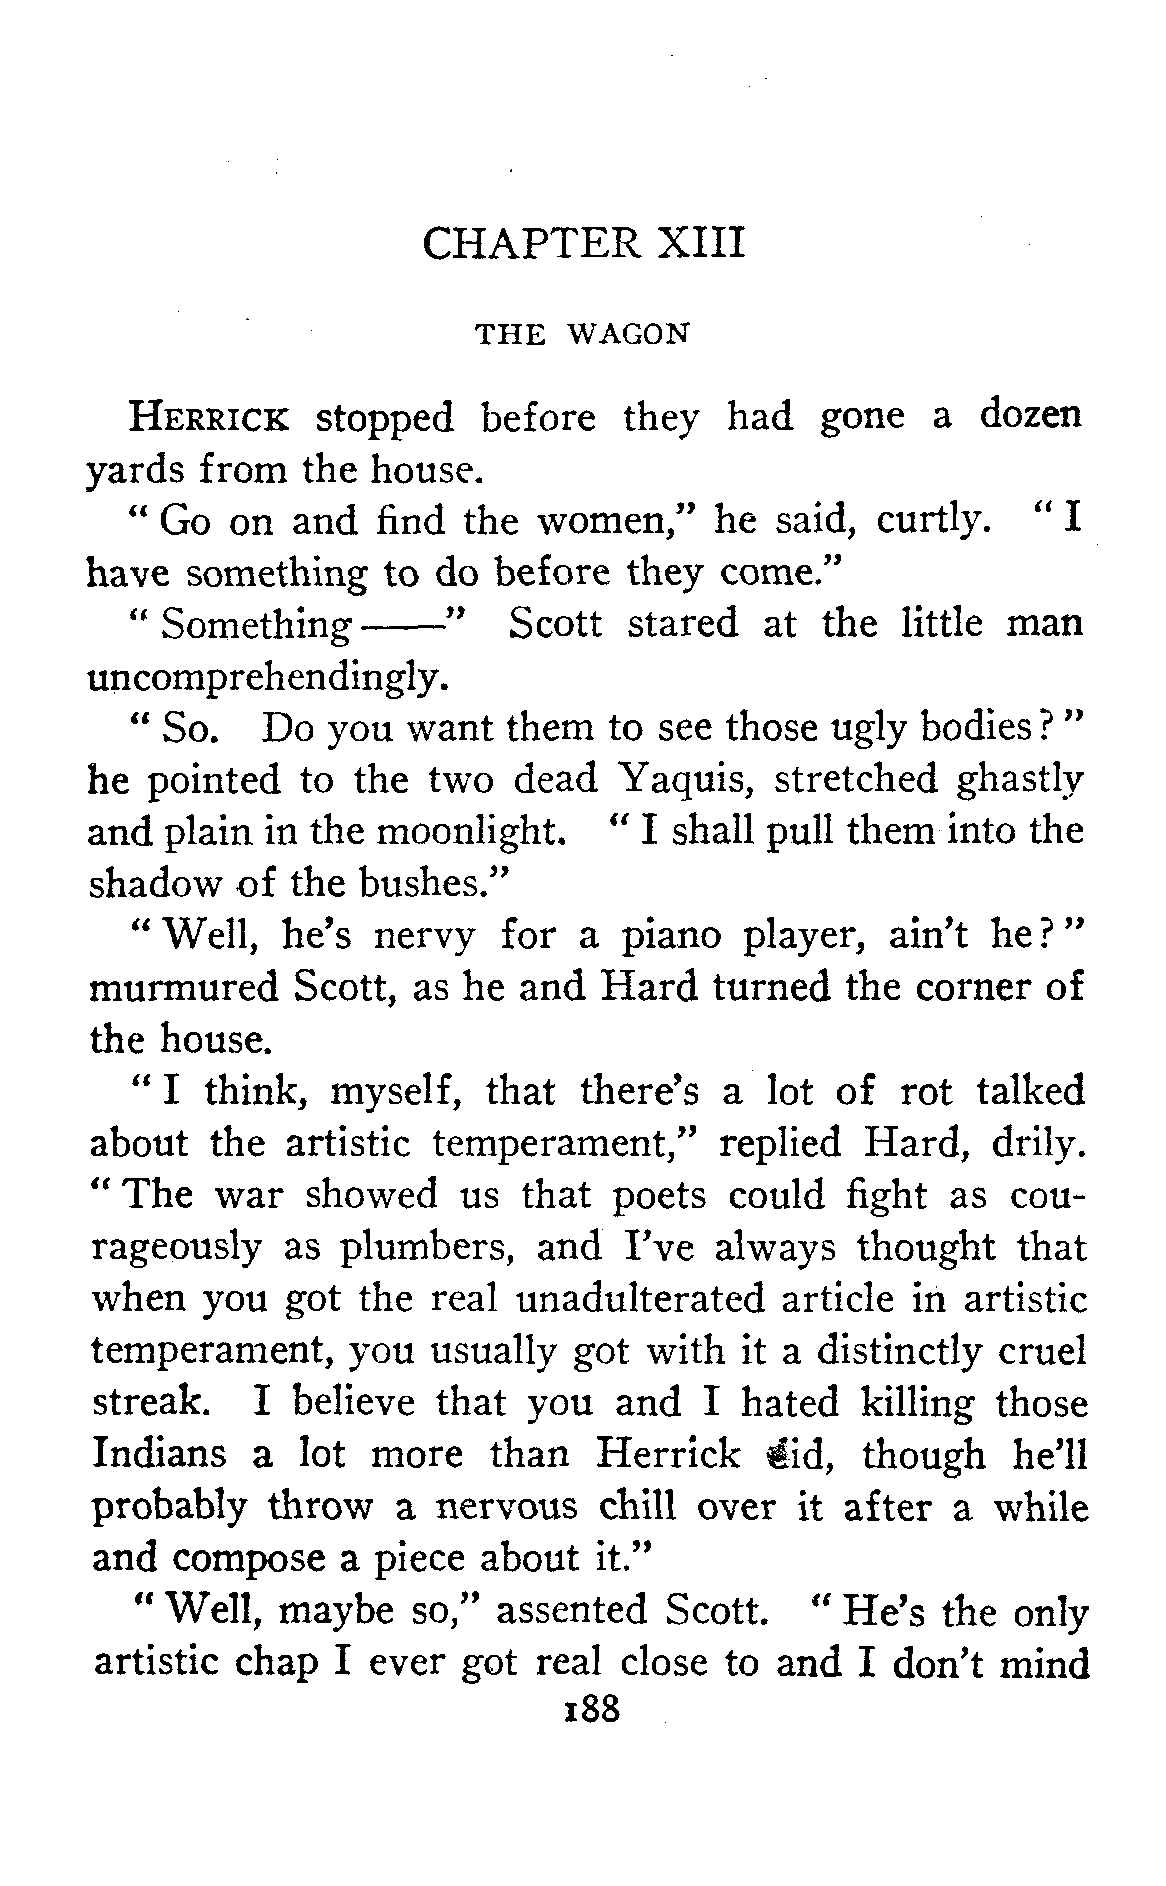 CHAPTER XIII
THE WAGON
HERRICK stopped before they had gone a dozen
yards from the house.
" Go on and find the women," he said, curtly. " I
have something to do before they come."
" Something——" Scott stared at the little man
uncomprehendingly.
" So. Do you want them to see those ugly bodies? "
he pointed to the two dead Yaquis, stretched ghastly
and plain in the moonlight. " I shall pull them into the
shadow of the bushes."
" Well, he's nervy for a piano player, ain't he? "
murmured Scott, as he and Hard turned the corner of
the house.
" I think, myself, that there's a lot of rot talked
about the artistic temperament," replied Hard, drily.
" The war showed us that poets could fight as cou-
rageously as plumbers, and I've always thought that
when you got the real unadulterated article in artistic
temperament, you usually got with it a distinctly cruel
streak. I believe that you and I hated killing those
Indians a lot more than Herrick did, though he'll
probably throw a nervous chill over it after a while
and compose a piece about it."
" Well, maybe so," assented Scott. " He's the only
artistic chap I ever got real close to and I don't mind
188